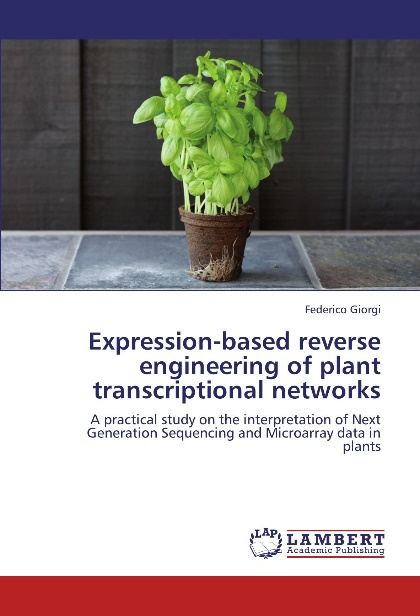 Federico Giorgi
Expression-based reverse
engineering of plant
transcriptional networks
A practical study on the interpretation of Next
Generation Sequencing and Microarray data in
plants
LAP
LAMBERT
Academic Publishing